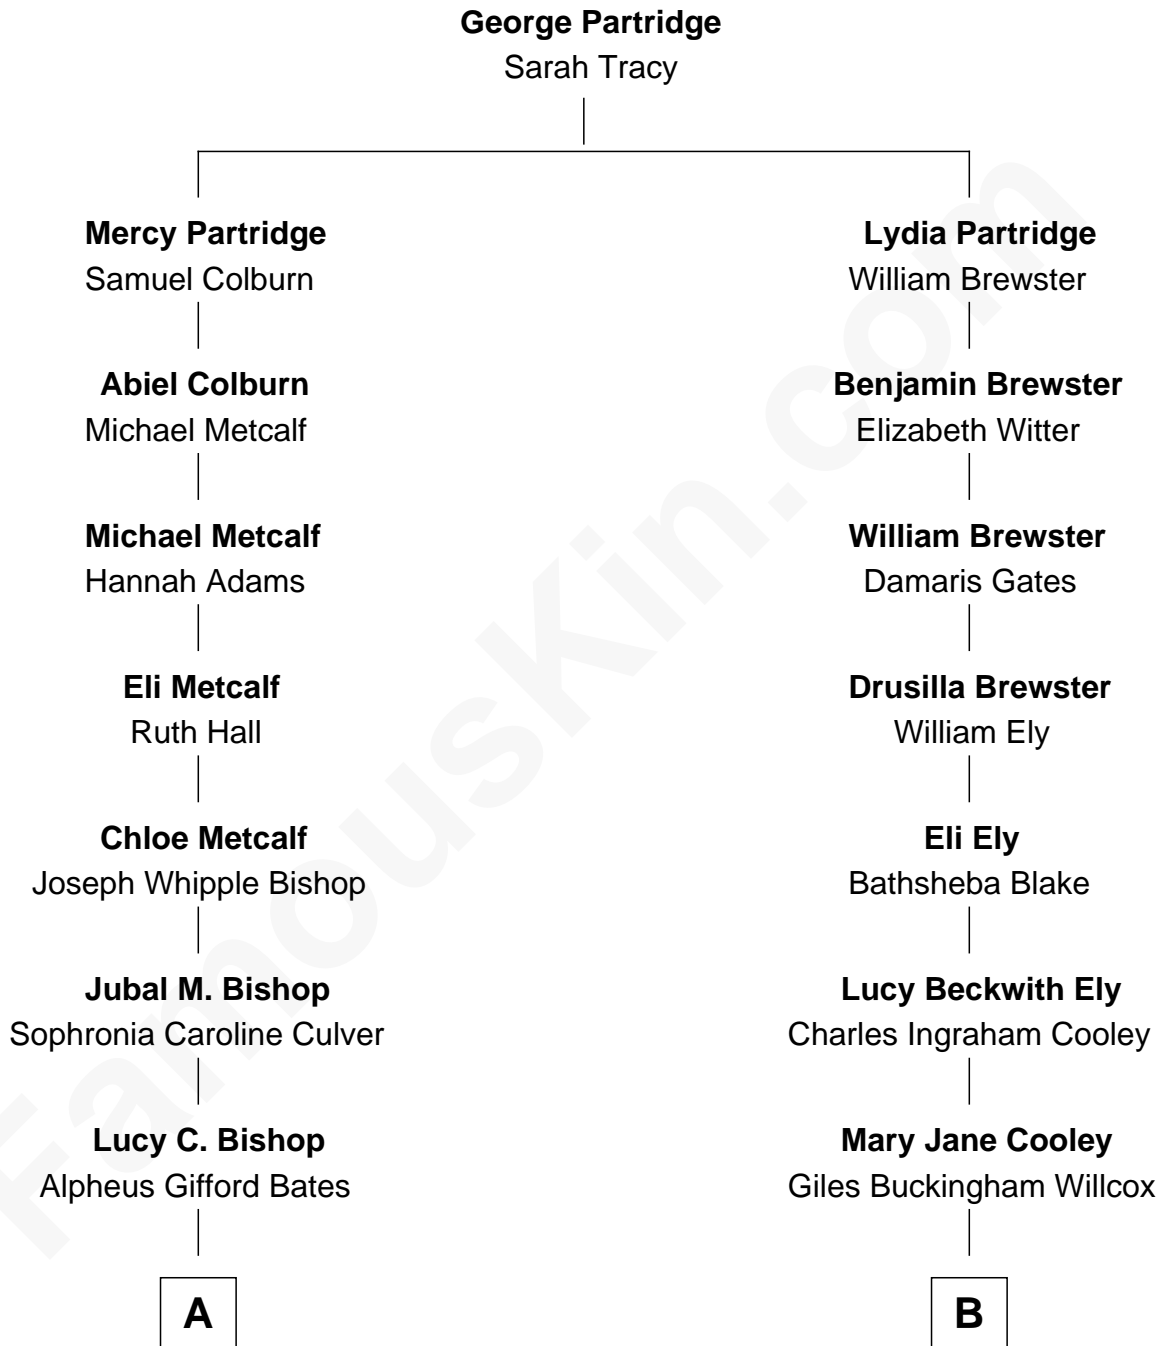 George Partridge
Sarah Tracy
Mercy Partridge
Samuel Colburn
Lydia Partridge
William Brewster
Abiel Colburn
Michael Metcalf
Benjamin Brewster
Elizabeth Witter
Michael Metcalf
Hannah Adams
William Brewster
Damaris Gates
Eli Metcalf
Ruth Hall
Drusilla Brewster
William Ely
Chloe Metcalf
Joseph Whipple Bishop
Eli Ely
Bathsheba Blake
Jubal M. Bishop
Sophronia Caroline Culver
Lucy Beckwith Ely
Charles Ingraham Cooley
Lucy C. Bishop
Alpheus Gifford Bates
Mary Jane Cooley
Giles Buckingham Willcox
A
B
FamousKin.com